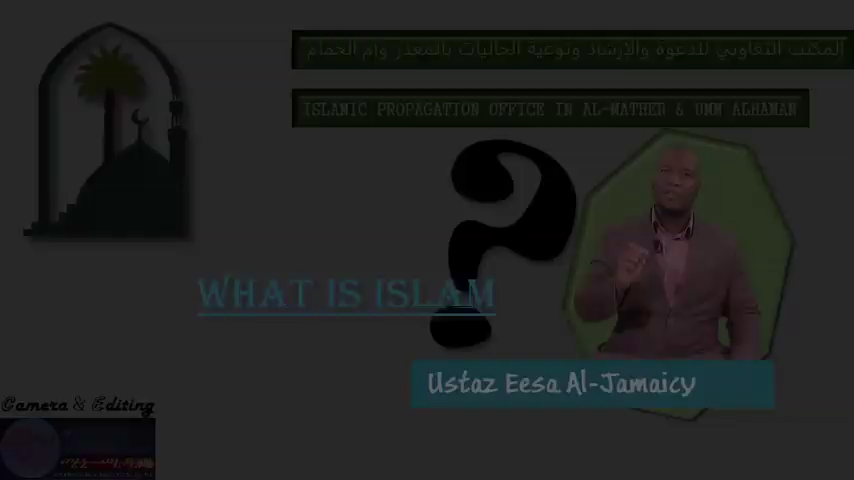 المكتب التعاوني للدعوة والإرشاد وتوعية الجاليات بالمعذر وأم الحمام
ISLAMIC PROPAGATION OFFICE IN AL-MATHER & UMM ALHAMAM
?
WHAT IS ISLAM
Ustaz Eesa Al-Jamaicy
Camera & Editing